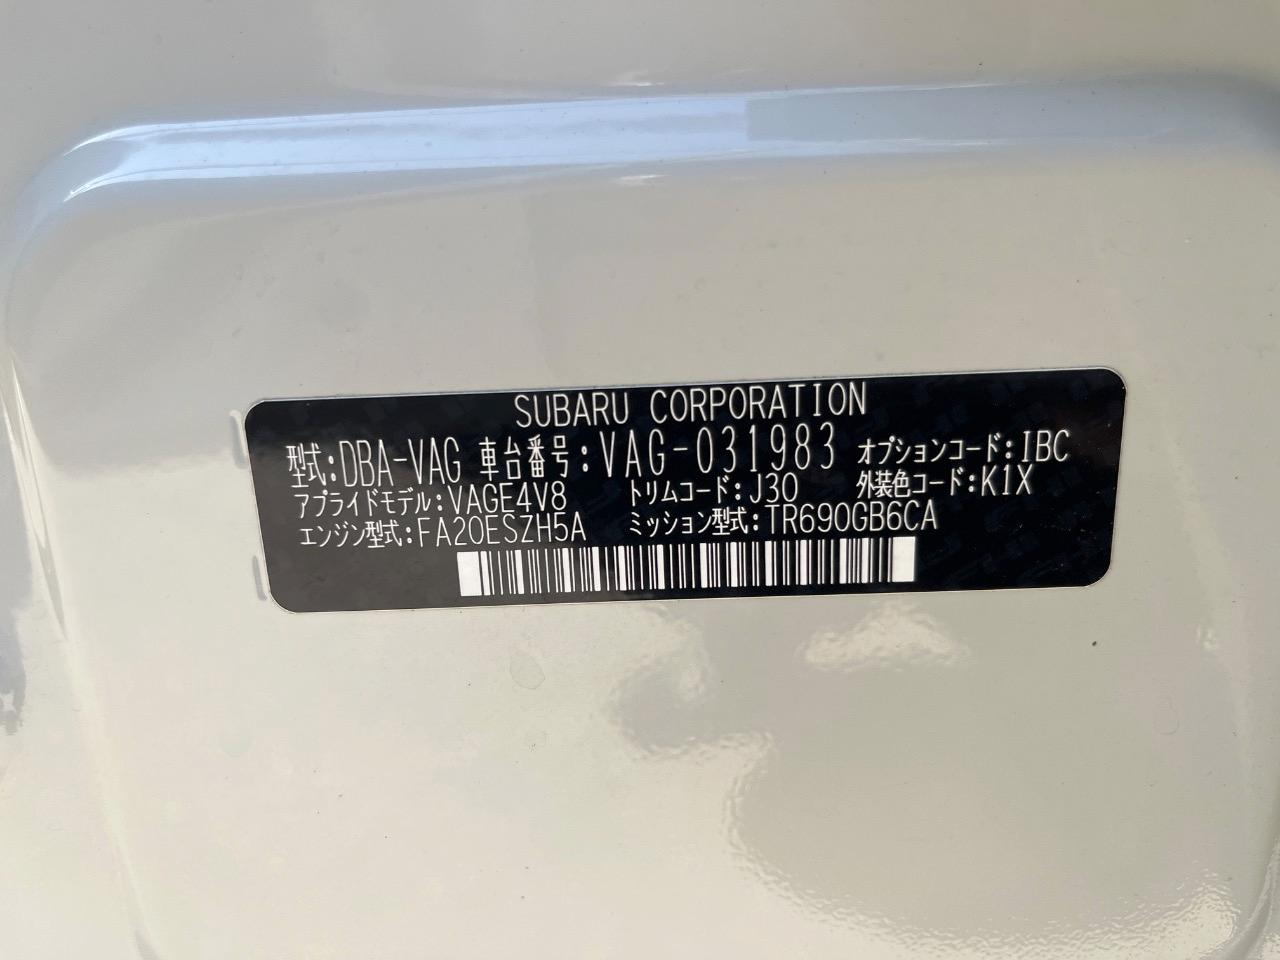 SUBARU CORPORATION
型式:DBA-VAG 車台番号:VAG-031983 オプションコード:IBC
アプライドモデル:VAGE4V8 トリムコード:J30 外装色コード:K1X
エンジン型式:FA20ESZH5A ミッション型式:TR690GB6CA